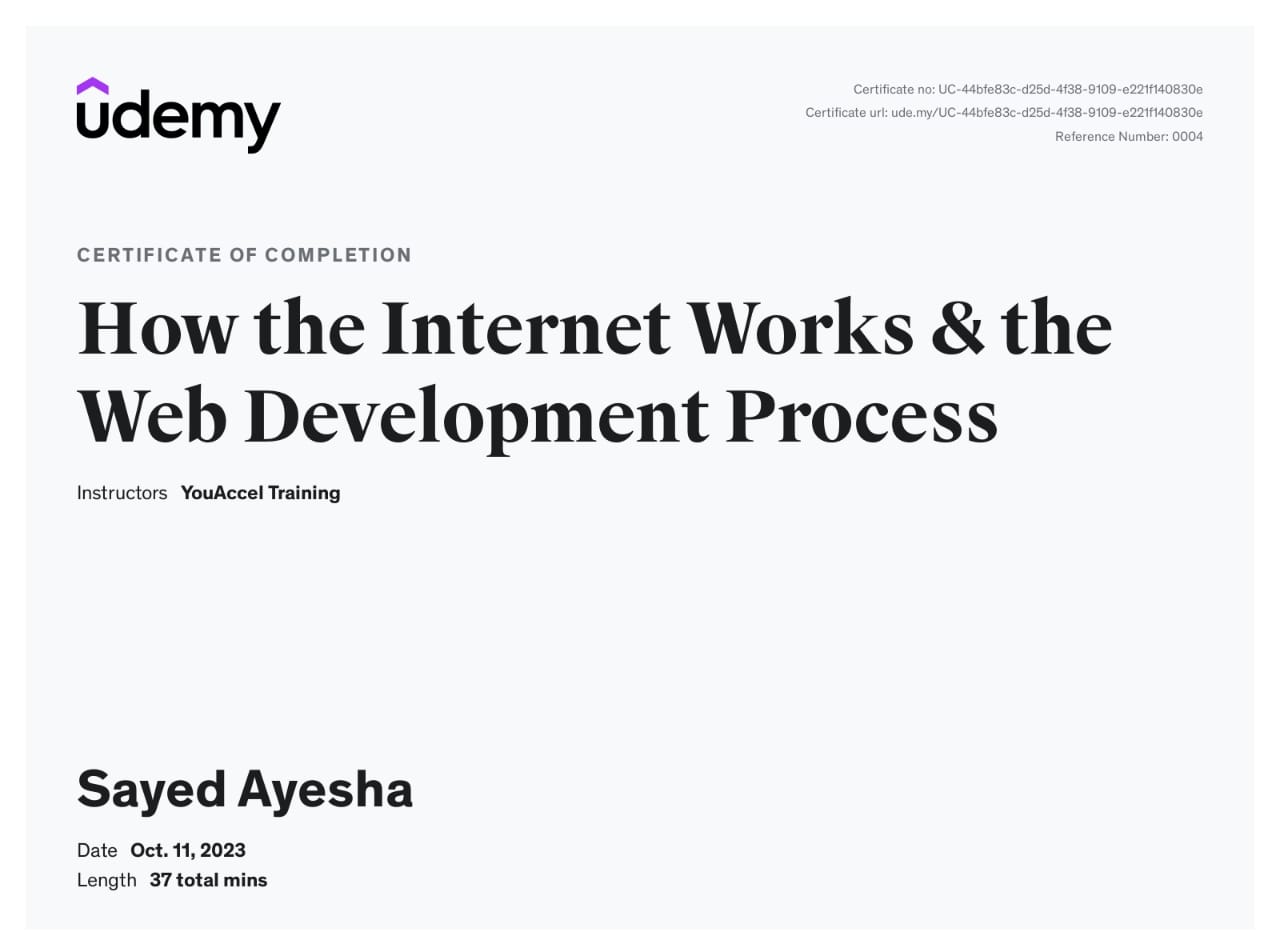 udemy
Certificate no: UC-44bfe83c-d25d-4f38-9109-e221f140830e
Certificate url: ude.my/UC-44bfe83c-d25d-4f38-9109-e221f140830e
Reference Number: 0004
CERTIFICATE OF COMPLETION
How the Internet Works & the
Web Development Process
Instructors YouAccel Training
Sayed Ayesha
Date Oct. 11, 2023
Length 37 total mins